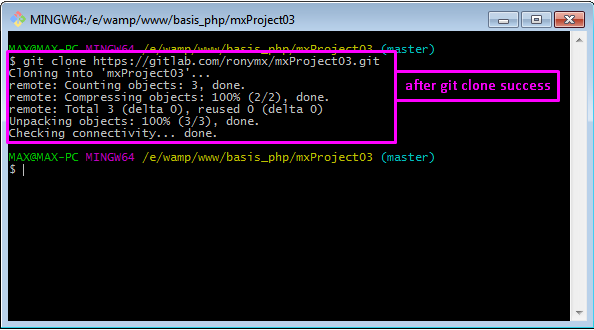 MINGW64:/e/wamp/www/basis_php/mxProject03
MAX@MAX-PC MINGW64 /e/wamp/www/basis_php/mxProject03 (master)
$ git clone https://gitlab.com/ronymx/mxProject03.git
Cloning into 'mxProject03'...
remote: Counting objects: 3, done.
remote: Compressing objects: 100% (2/2), done.
remote: Total 3 (delta 0), reused 0 (delta 0)
Unpacking objects: 100% (3/3), done.
Checking connectivity... done.
after git clone success
MAX@MAX-PC MINGW64 /e/wamp/www/basis_php/mxProject03 (master)
$